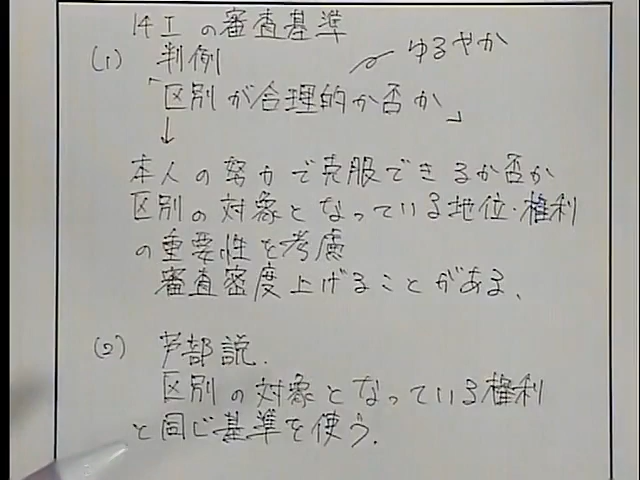 14Iの審査基準
(1) 判例
ゆるやか
「区別が合理的か否か」
↓
本人の努力で克服できるか否か
区別の対象となっている地位・権利
の重要性を考慮
審査密度上げることがある、
(2) 芦部説.
区別の対象となっている権利
と同じ基準を使う.